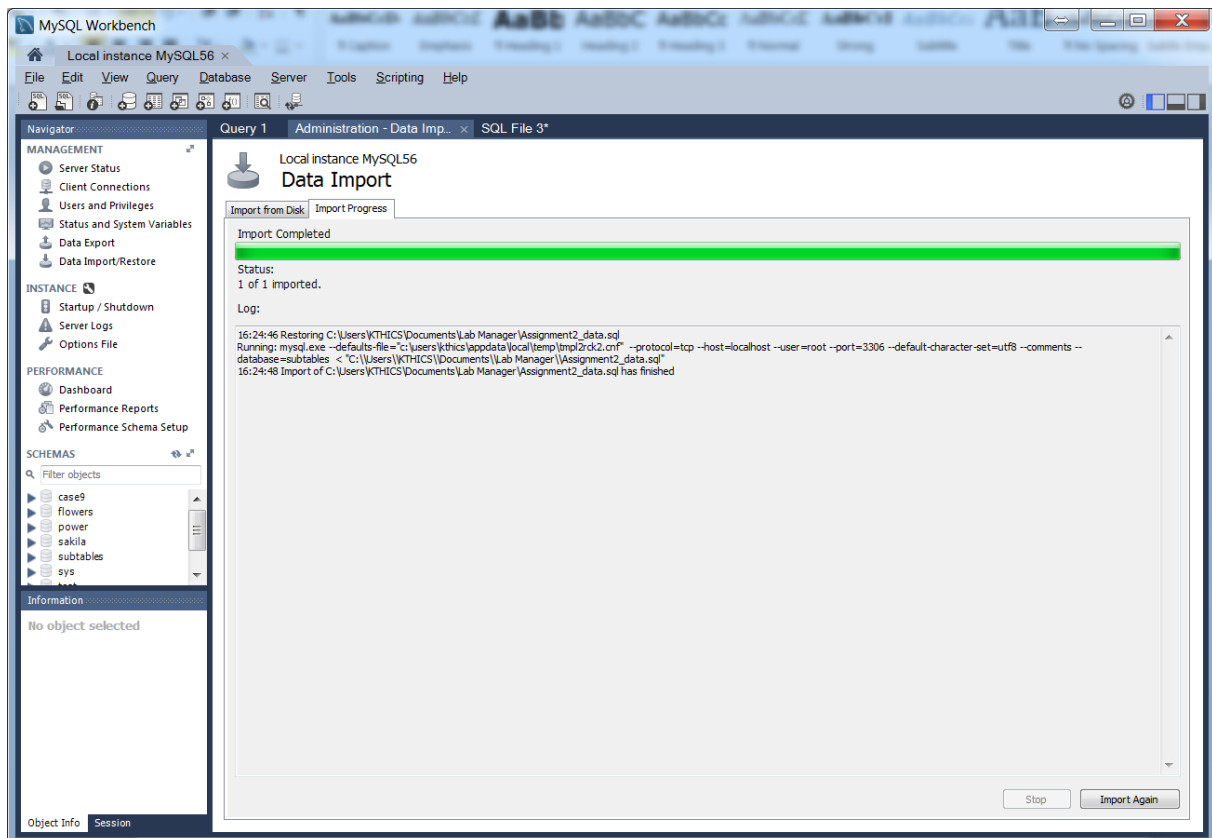 MySQL Workbench
Local instance MySQL56 ×
File Edit View Query Database Server Tools Scripting Help
Navigator
Query 1 Administration - Data Imp... × SQL File 3*
MANAGEMENT
Server Status
Client Connections
Users and Privileges
Status and System Variables
Data Export
Data Import/Restore
INSTANCE
Startup / Shutdown
Server Logs
Options File
PERFORMANCE
Dashboard
Performance Reports
Performance Schema Setup
SCHEMAS
Filter objects
case9
flowers
power
sakila
subtables
sys
Information
No object selected
Object Info Session
Local instance MySQL56
Data Import
Import from Disk Import Progress
Import Completed
Status:
1 of 1 imported.
Log:
16:24:46 Restoring C:\Users\KTHICS\Documents\Lab Manager\Assignment2_data.sql
Running: mysql.exe --defaults-file="c:\users\kthics\appdata\local\temp\tmpl2rck2.cnf" --protocol=tcp --host=localhost --user=root --port=3306 --default-character-set=utf8 --comments --
database=subtables < "C:\\Users\\KTHICS\\Documents\\Lab Manager\\Assignment2_data.sql"
16:24:48 Import of C:\Users\KTHICS\Documents\Lab Manager\Assignment2_data.sql has finished
Stop Import Again